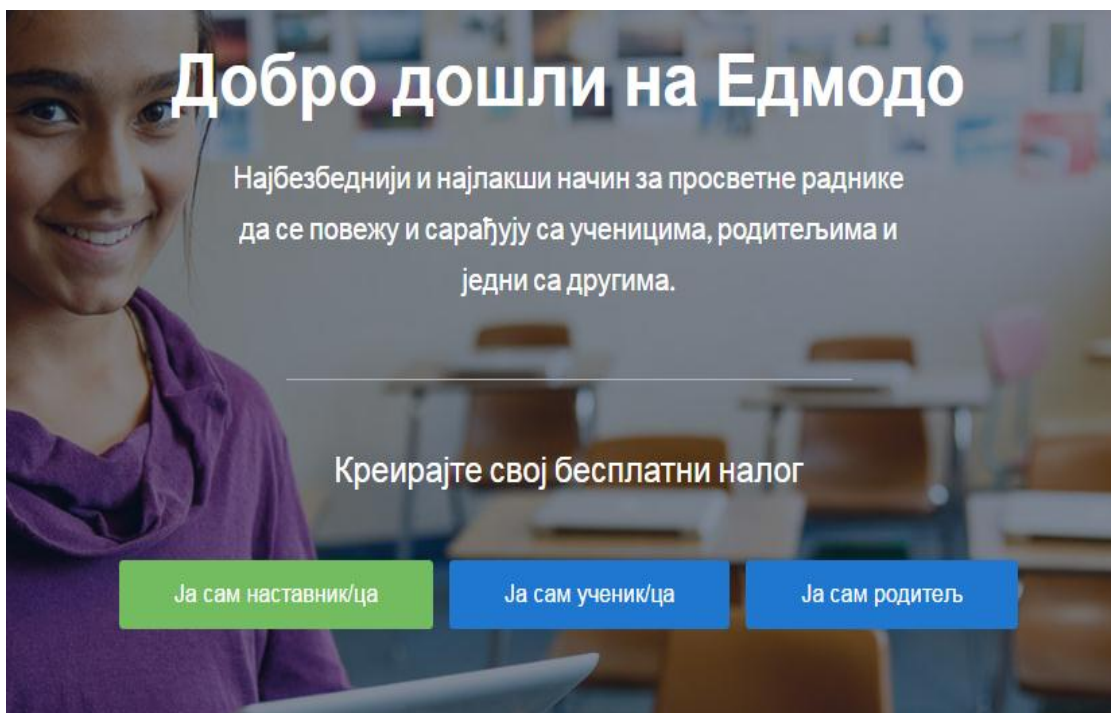 Добро дошли на Едмодо
Најбезбеднији и најлакши начин за просветне раднике
да се повежу и сарађују са ученицима, родитељима и
једни са другима.
Креирајте свој бесплатни налог
Ја сам наставник/ца
Ја сам ученик/ца
Ја сам родитељ